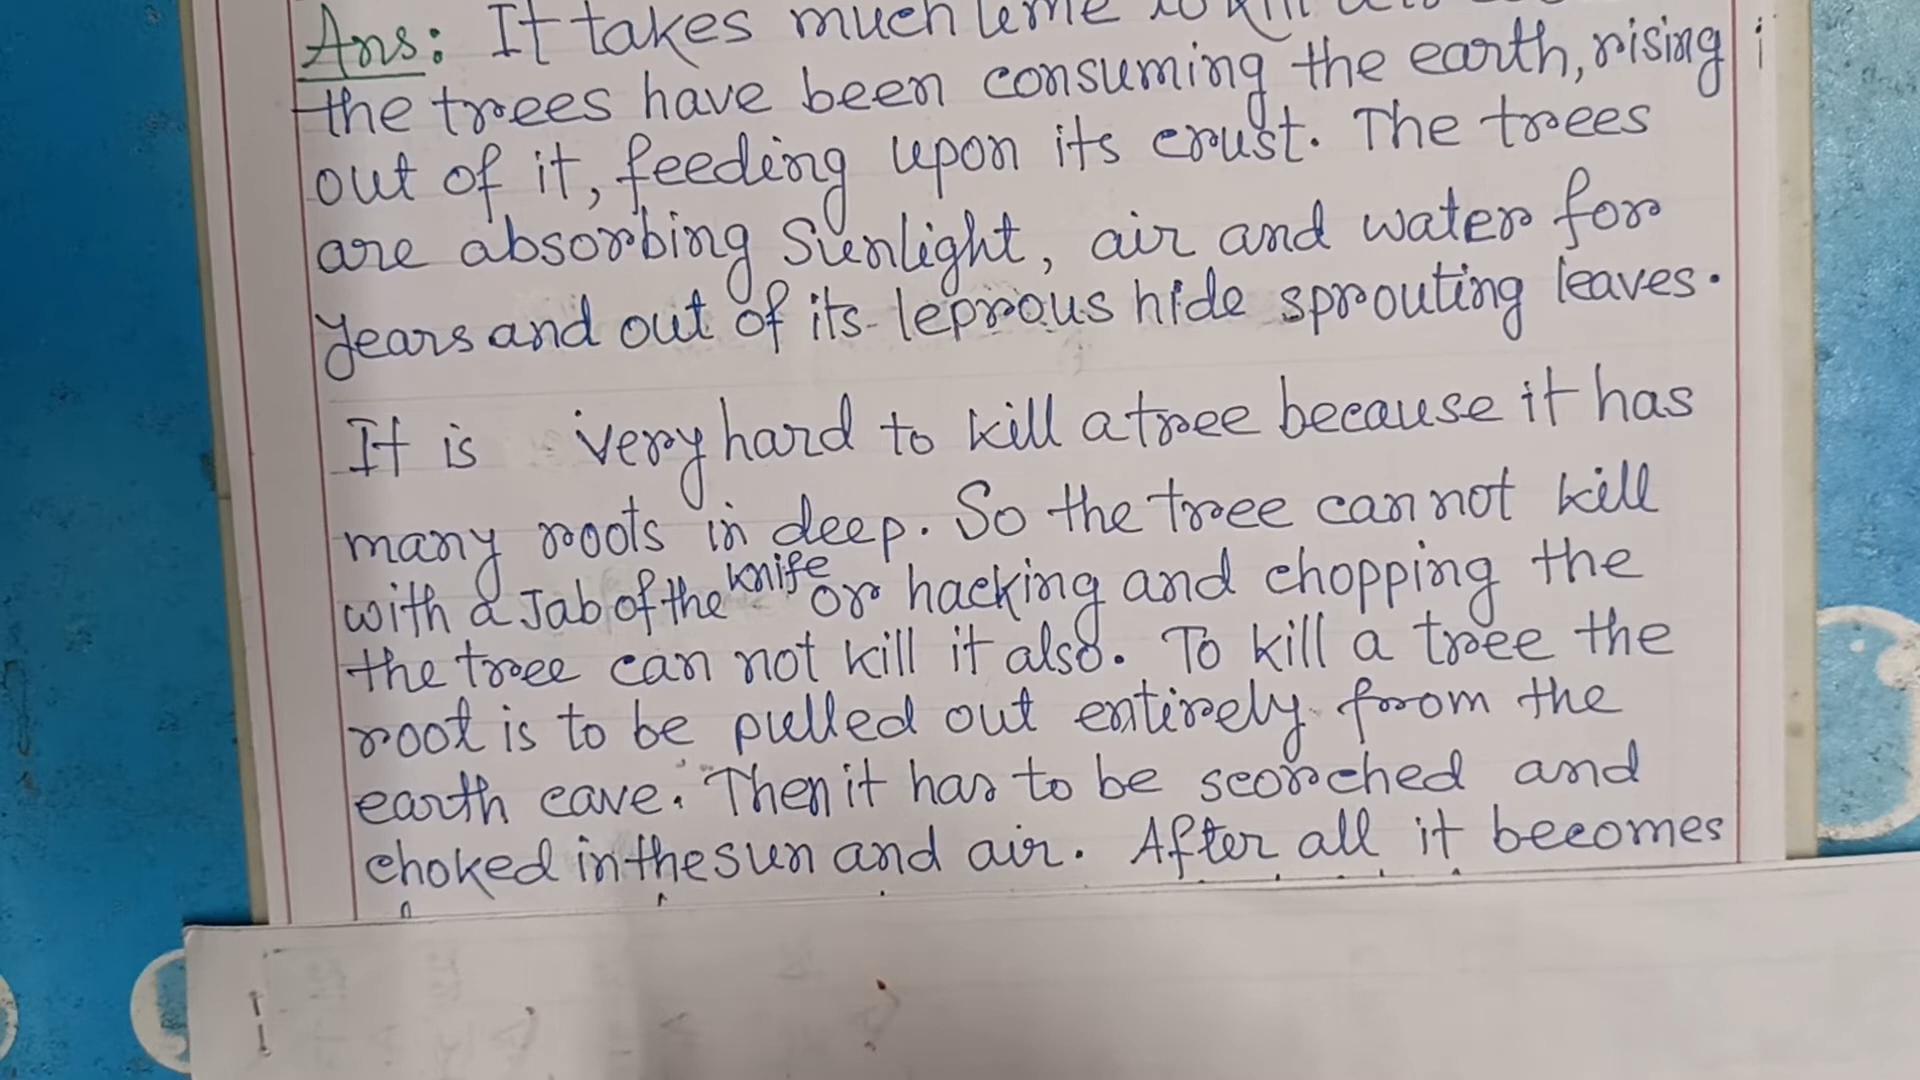 Ans: It takes much time to kill
the trees have been consuming the earth, rising
out of it, feeding upon its crust. The trees
are absorbing Sunlight, air and water for
years and out of its leprous hide sprouting leaves.
It is very hard to kill a tree because it has
many roots in deep. So the tree can not kill
with a Jab of the knife or hacking and chopping the
the tree can not kill it also. To kill a tree the
root is to be pulled out entirely from the
earth cave. Then it has to be scorched and
choked in the sun and air. After all it becomes